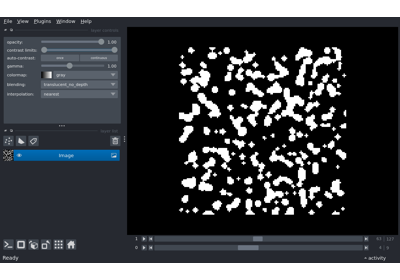 File View Plugins Window Help
opacity: 1.00
contrast limits:
auto-contrast: once continuous
gamma: 1.00
colormap: gray
blending: translucent_no_depth
interpolation: nearest
Image
1
0
Ready
activity